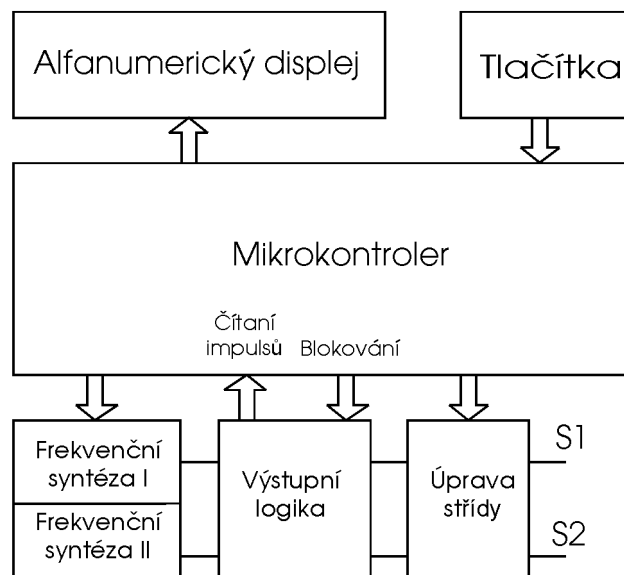 Alfanumerický displej
Tlačítka
Mikrokontroler
Čítaní
impulsů
Blokování
Frekvenční
syntéza I
Frekvenční
syntéza II
Výstupní
logika
Úprava
střídy
S1
S2